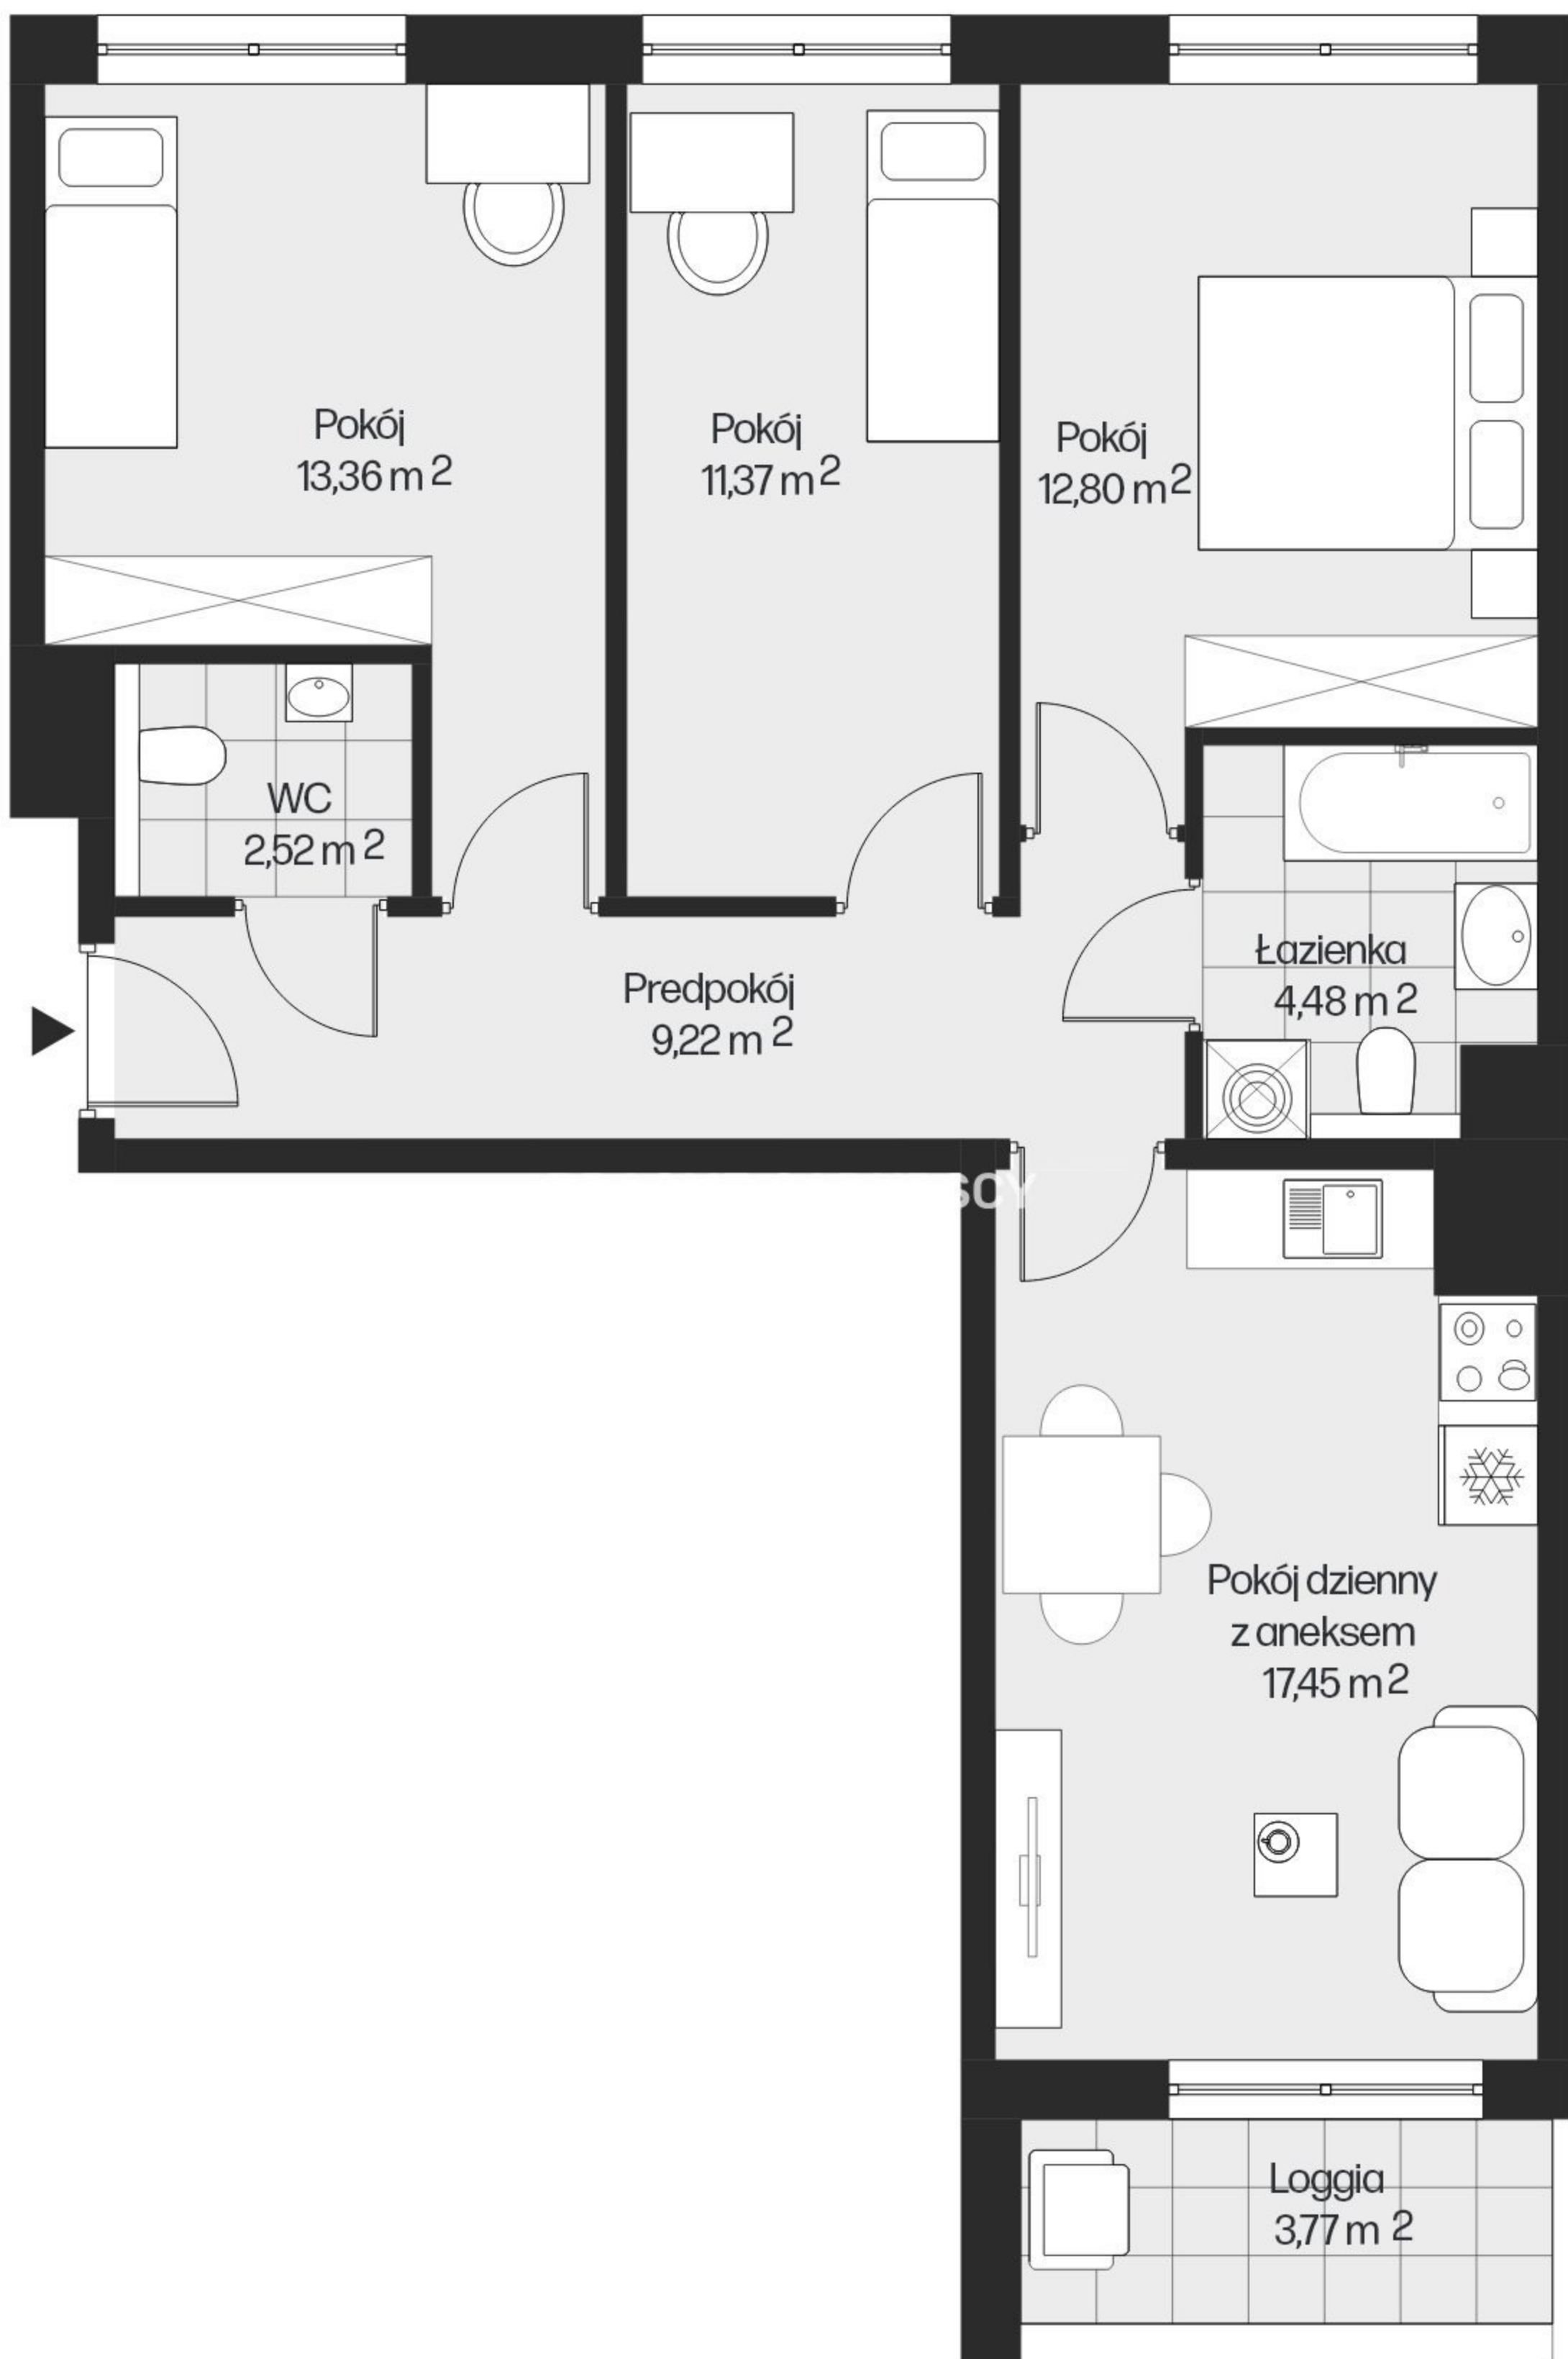 Pokój
13,36 m 2
Pokój
11,37 m 2
Pokój
12,80 m 2
WC
2,52 m 2
Predpokój
9,22 m 2
Łazienka
4,48 m 2
Pokój dzienny
z aneksem
17,45 m 2
Loggia
3,77 m 2